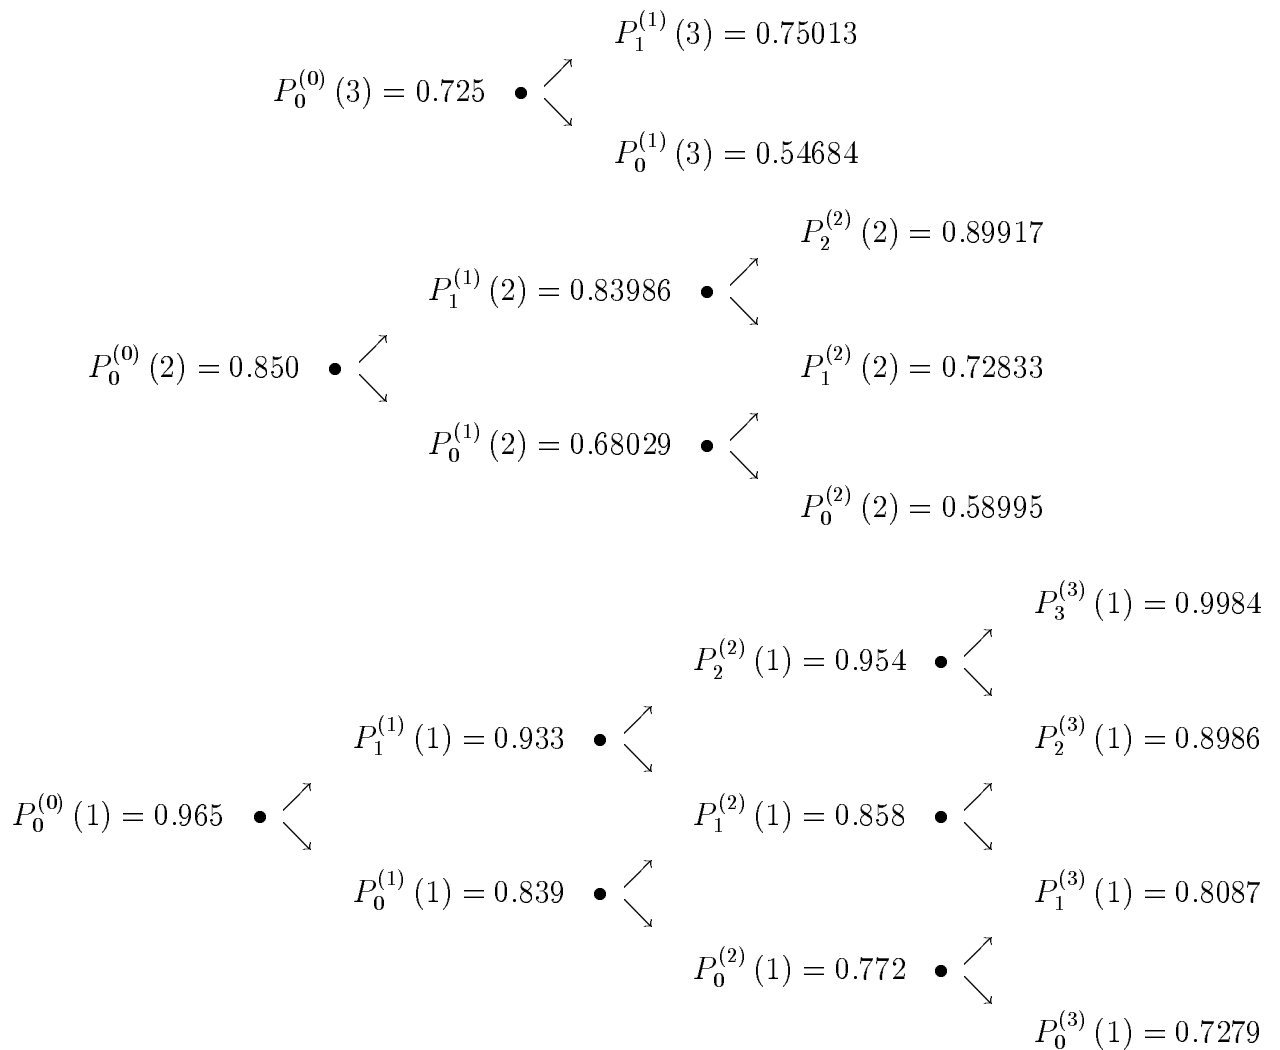 P_1^{(1)}(3) = 0.75013
P_0^{(0)}(3) = 0.725 •
P_0^{(1)}(3) = 0.54684
P_2^{(2)}(2) = 0.89917
P_1^{(1)}(2) = 0.83986 •
P_0^{(0)}(2) = 0.850 •
P_1^{(2)}(2) = 0.72833
P_0^{(1)}(2) = 0.68029 •
P_0^{(2)}(2) = 0.58995
P_3^{(3)}(1) = 0.9984
P_2^{(2)}(1) = 0.954 •
P_1^{(1)}(1) = 0.933 •
P_2^{(3)}(1) = 0.8986
P_0^{(0)}(1) = 0.965 •
P_1^{(2)}(1) = 0.858 •
P_0^{(1)}(1) = 0.839 •
P_1^{(3)}(1) = 0.8087
P_0^{(2)}(1) = 0.772 •
P_0^{(3)}(1) = 0.7279